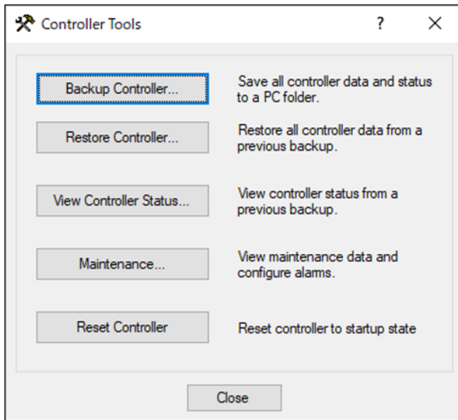 Controller Tools
?
Backup Controller...
Save all controller data and status
to a PC folder.
Restore Controller...
Restore all controller data from a
previous backup.
View Controller Status...
View controller status from a
previous backup.
Maintenance...
View maintenance data and
configure alarms.
Reset Controller
Reset controller to startup state
Close